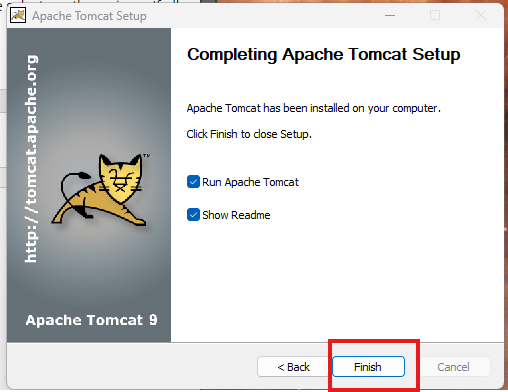 Apache Tomcat Setup
http://tomcat.apache.org
Completing Apache Tomcat Setup
Apache Tomcat has been installed on your computer.
Click Finish to close Setup.
Run Apache Tomcat
Show Readme
TM
Apache Tomcat 9
< Back
Finish
Cancel